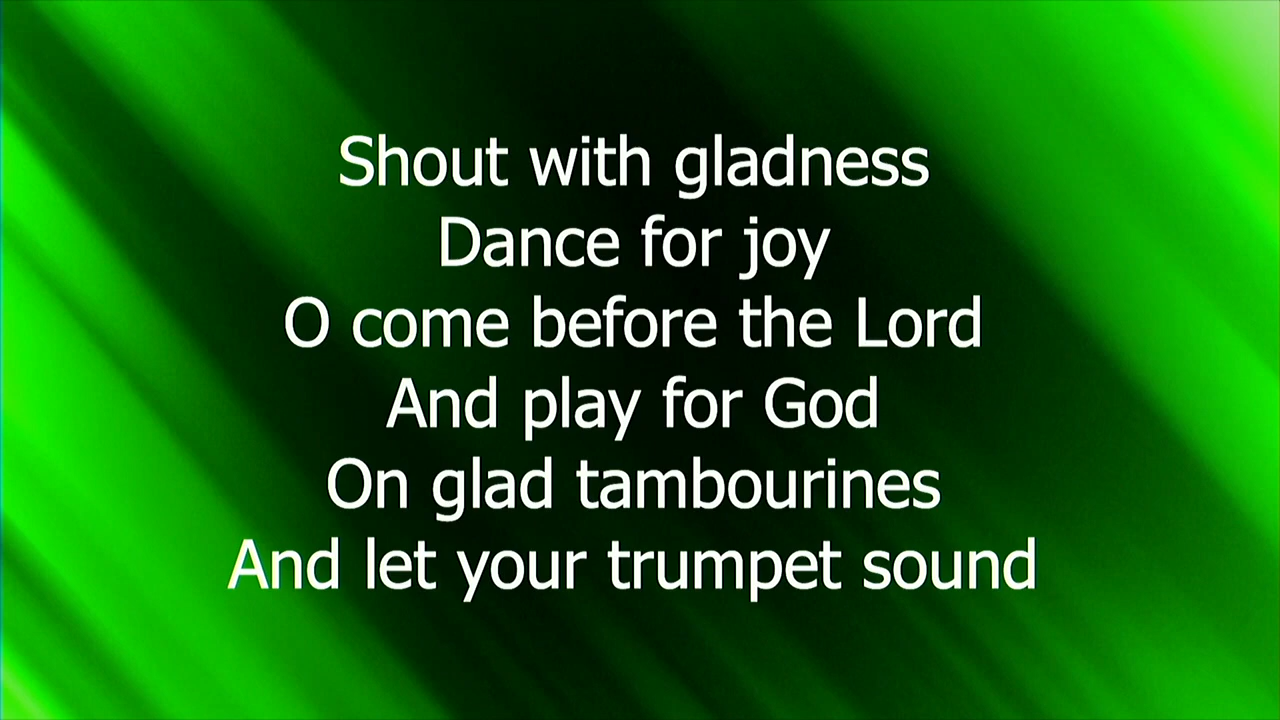 Shout with gladness
Dance for joy
O come before the Lord
And play for God
On glad tambourines
And let your trumpet sound